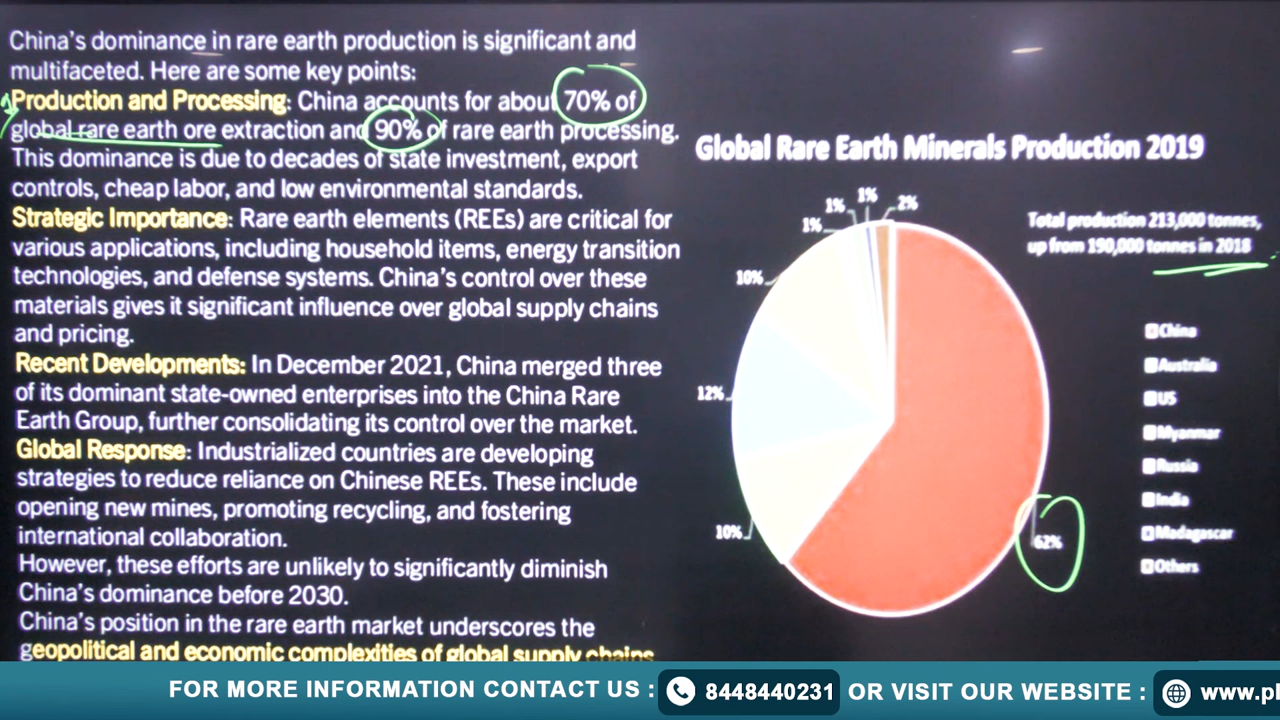 China's dominance in rare earth production is significant and
multifaceted. Here are some key points:
Production and Processing: China accounts for about 70% of
global rare earth ore extraction and 90% of rare earth processing.
This dominance is due to decades of state investment, export
controls, cheap labor, and low environmental standards.
Strategic Importance: Rare earth elements (REEs) are critical for
various applications, including household items, energy transition
technologies, and defense systems. China's control over these
materials gives it significant influence over global supply chains
and pricing.
Recent Developments: In December 2021, China merged three
of its dominant state-owned enterprises into the China Rare
Earth Group, further consolidating its control over the market.
Global Response: Industrialized countries are developing
strategies to reduce reliance on Chinese REEs. These include
opening new mines, promoting recycling, and fostering
international collaboration.
However, these efforts are unlikely to significantly diminish
China's dominance before 2030.
China's position in the rare earth market underscores the
geopolitical and economic complexities of global supply chains
Global Rare Earth Minerals Production 2019
Total production 213,000 tonnes,
up from 190,000 tonnes in 2018
1%
1%
1%
2%
10%
12%
10%
62%
China
Australia
US
Myanmar
Russia
India
Madagascar
Others
FOR MORE INFORMATION CONTACT US : 8448440231 OR VISIT OUR WEBSITE : www.pl